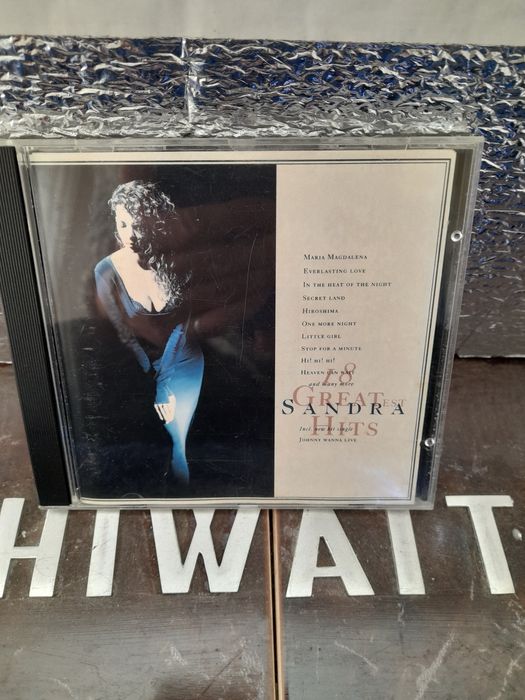 MARIA MAGDALENA
EVERLASTING LOVE
IN THE HEAT OF THE NIGHT
SECRET LAND
HIROSHIMA
ONE MORE NIGHT
LITTLE GIRL
STOP FOR A MINUTE
HI! HI! HI!
HEAVEN CAN WAIT
and many more
18
GREATEST
SANDRA
HITS
Incl. new hit single
JOHNNY WANNA LIVE
HIWATT